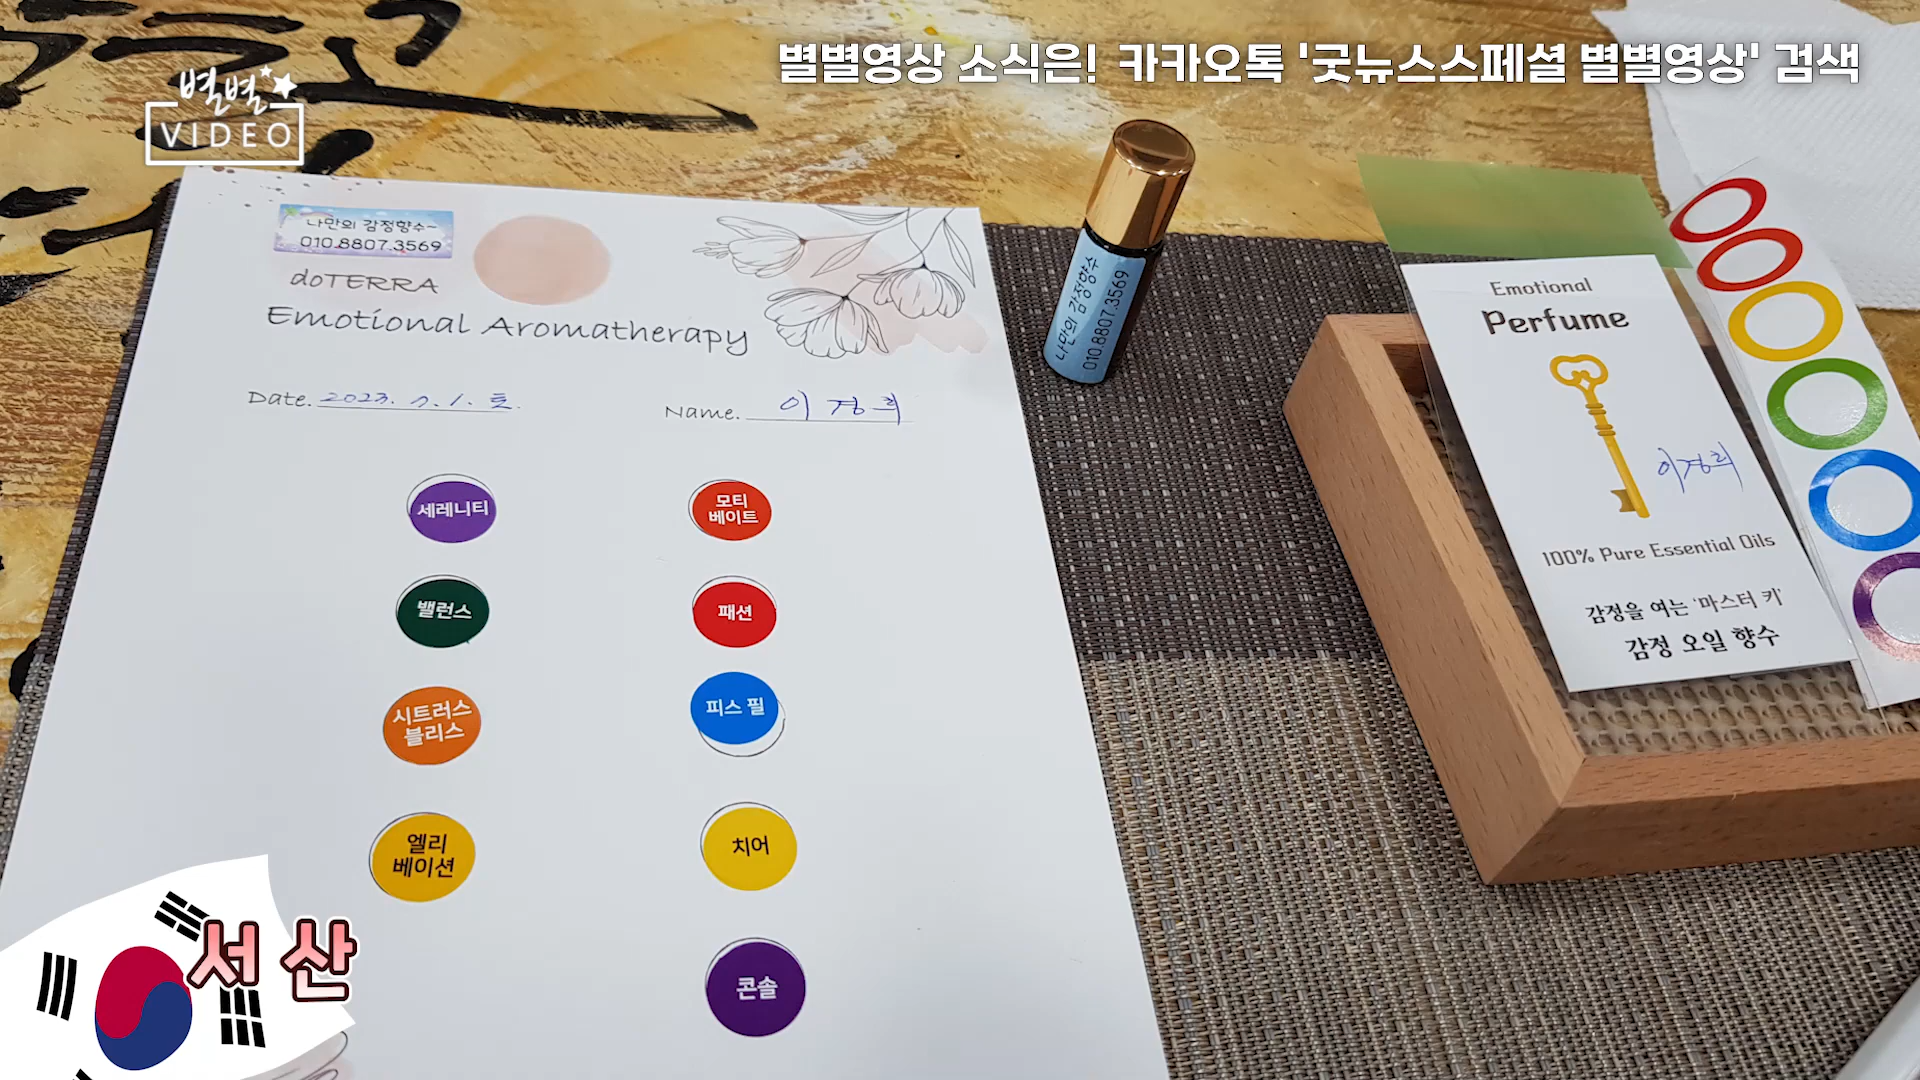 별별영상 소식은! 카카오톡 '굿뉴스스페셜 별별영상' 검색
별별
VIDEO
나만의 감정향수~
010.8807.3569
doTERRA
Emotional Aromatherapy
Date. 2023. 7. 1. 토.
Name. 이경희
세레니티
모티
베이트
밸런스
패션
시트러스
블리스
피스 필
엘리
베이션
치어
콘솔
나만의 감정향수
010.8807.3569
Emotional
Perfume
이경희
100% Pure Essential Oils
감정을 여는 '마스터 키'
감정 오일 향수
서산